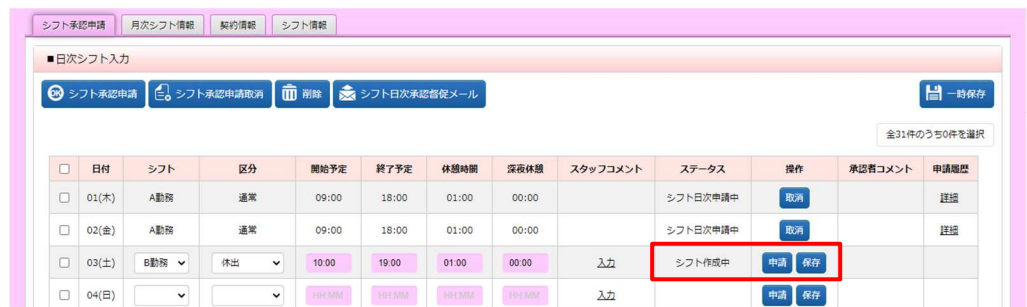 シフト承認申請 月次シフト情報 契約情報 シフト情報
■日次シフト入力
OK シフト承認申請 シフト承認申請取消 削除 シフト日次承認督促メール 一時保存
全31件のうち0件を選択
日付 シフト 区分 開始予定 終了予定 休憩時間 深夜休憩 スタッフコメント ステータス 操作 承認者コメント 申請履歴
01(木) A勤務 通常 09:00 18:00 01:00 00:00 シフト日次申請中 取消 詳細
02(金) A勤務 通常 09:00 18:00 01:00 00:00 シフト日次申請中 取消 詳細
03(土) B勤務 休出 10:00 19:00 01:00 00:00 入力 シフト作成中 申請 保存
04(日) HH:MM HH:MM HH:MM HH:MM 入力 申請 保存